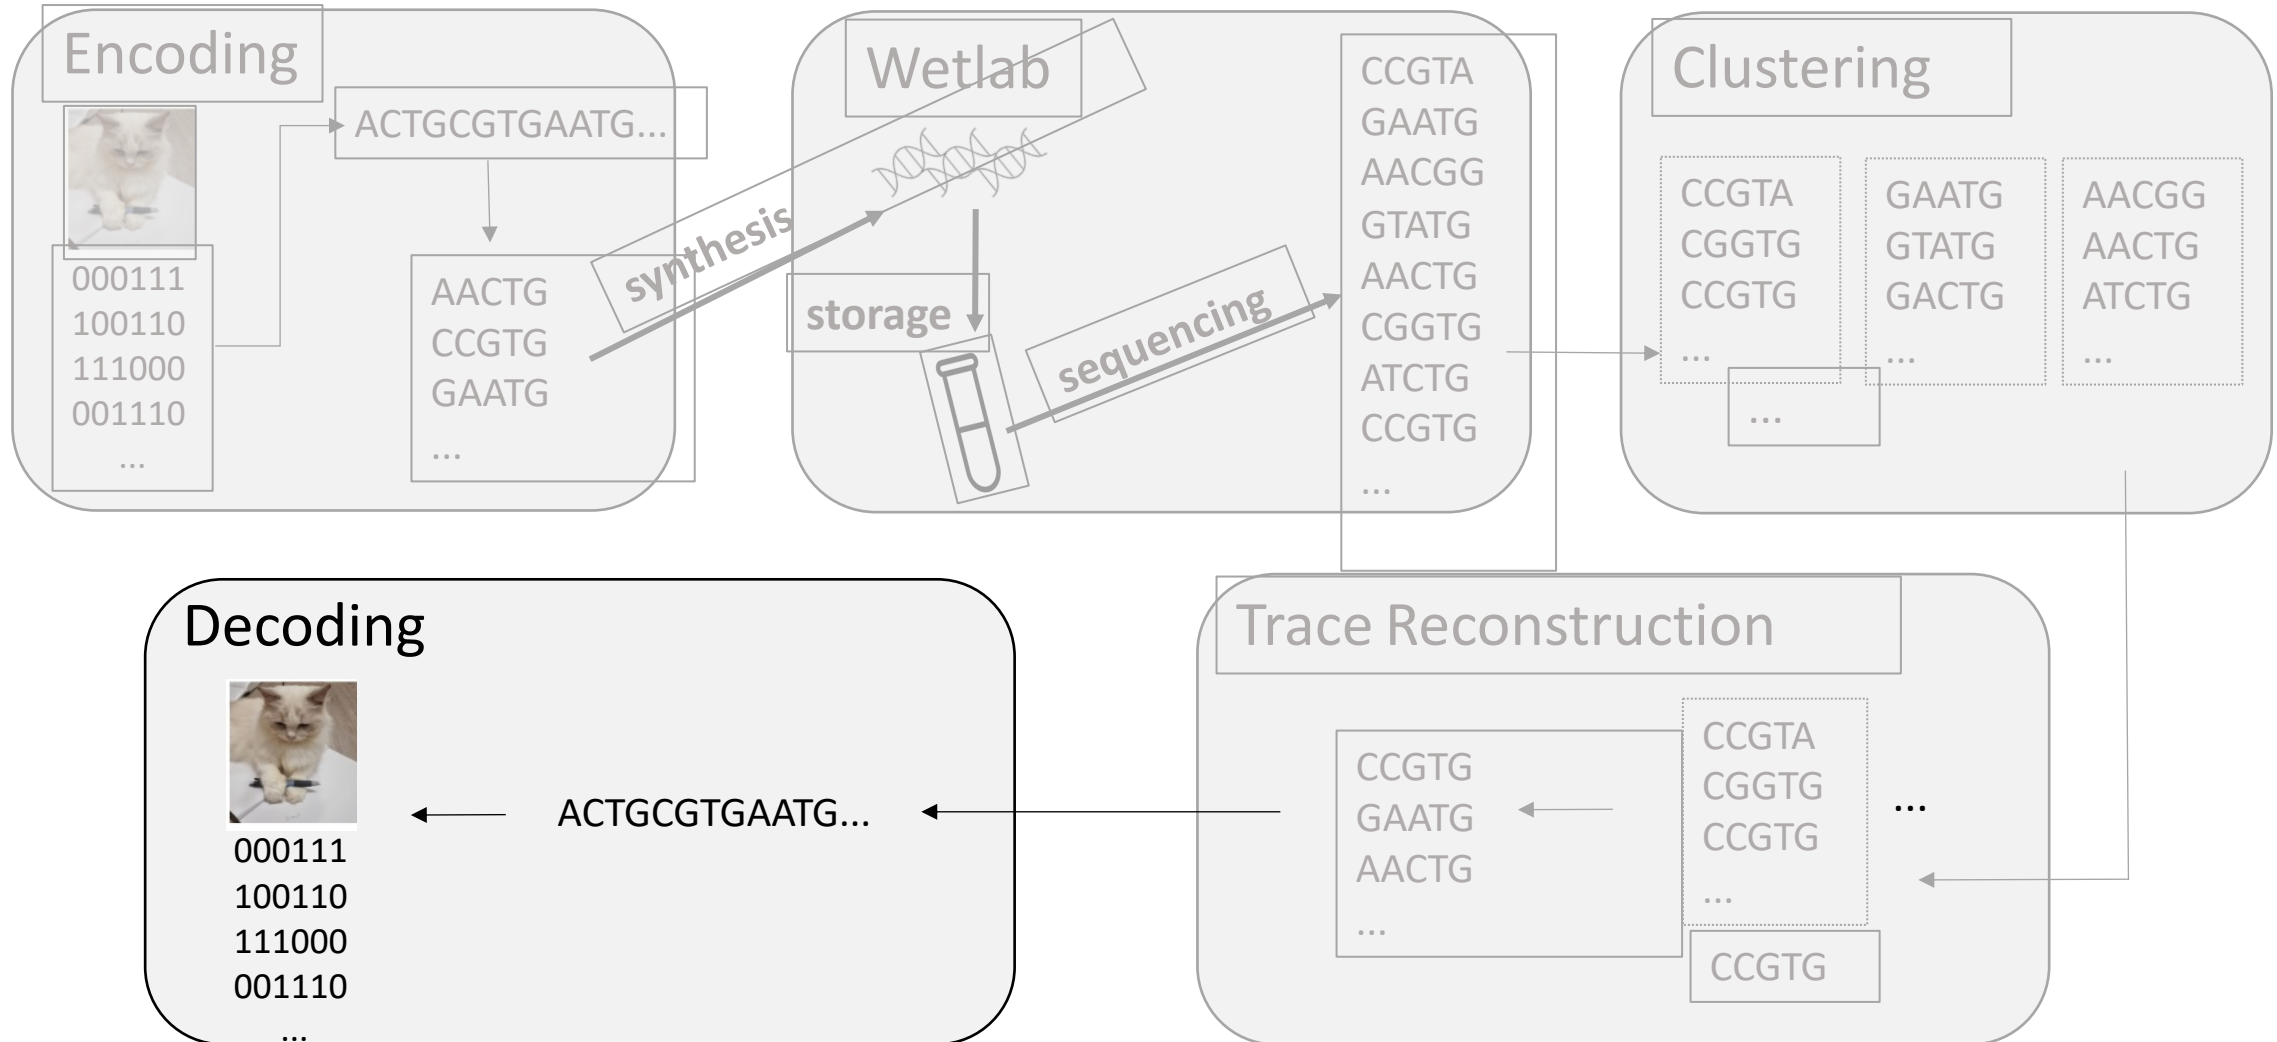 Encoding
ACTGCGTGAATG...
000111
100110
111000
001110
...
AACTG
CCGTG
GAATG
...
synthesis
Wetlab
storage
sequencing
CCGTA
GAATG
AACGG
GTATG
AACTG
CGGTG
ATCTG
CCGTG
...
Clustering
CCGTA
CGGTG
CCGTG
...
GAATG
GTATG
GACTG
...
AACGG
AACTG
ATCTG
...
...
Decoding
000111
100110
111000
001110
...
ACTGCGTGAATG...
Trace Reconstruction
CCGTG
GAATG
AACTG
...
CCGTA
CGGTG
CCGTG
...
...
CCGTG